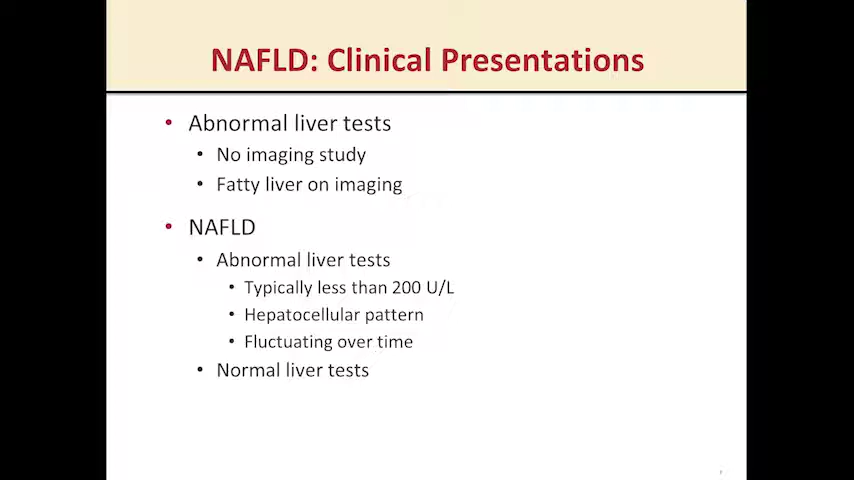 NAFLD: Clinical Presentations
• Abnormal liver tests
• No imaging study
• Fatty liver on imaging
• NAFLD
• Abnormal liver tests
• Typically less than 200 U/L
• Hepatocellular pattern
• Fluctuating over time
• Normal liver tests